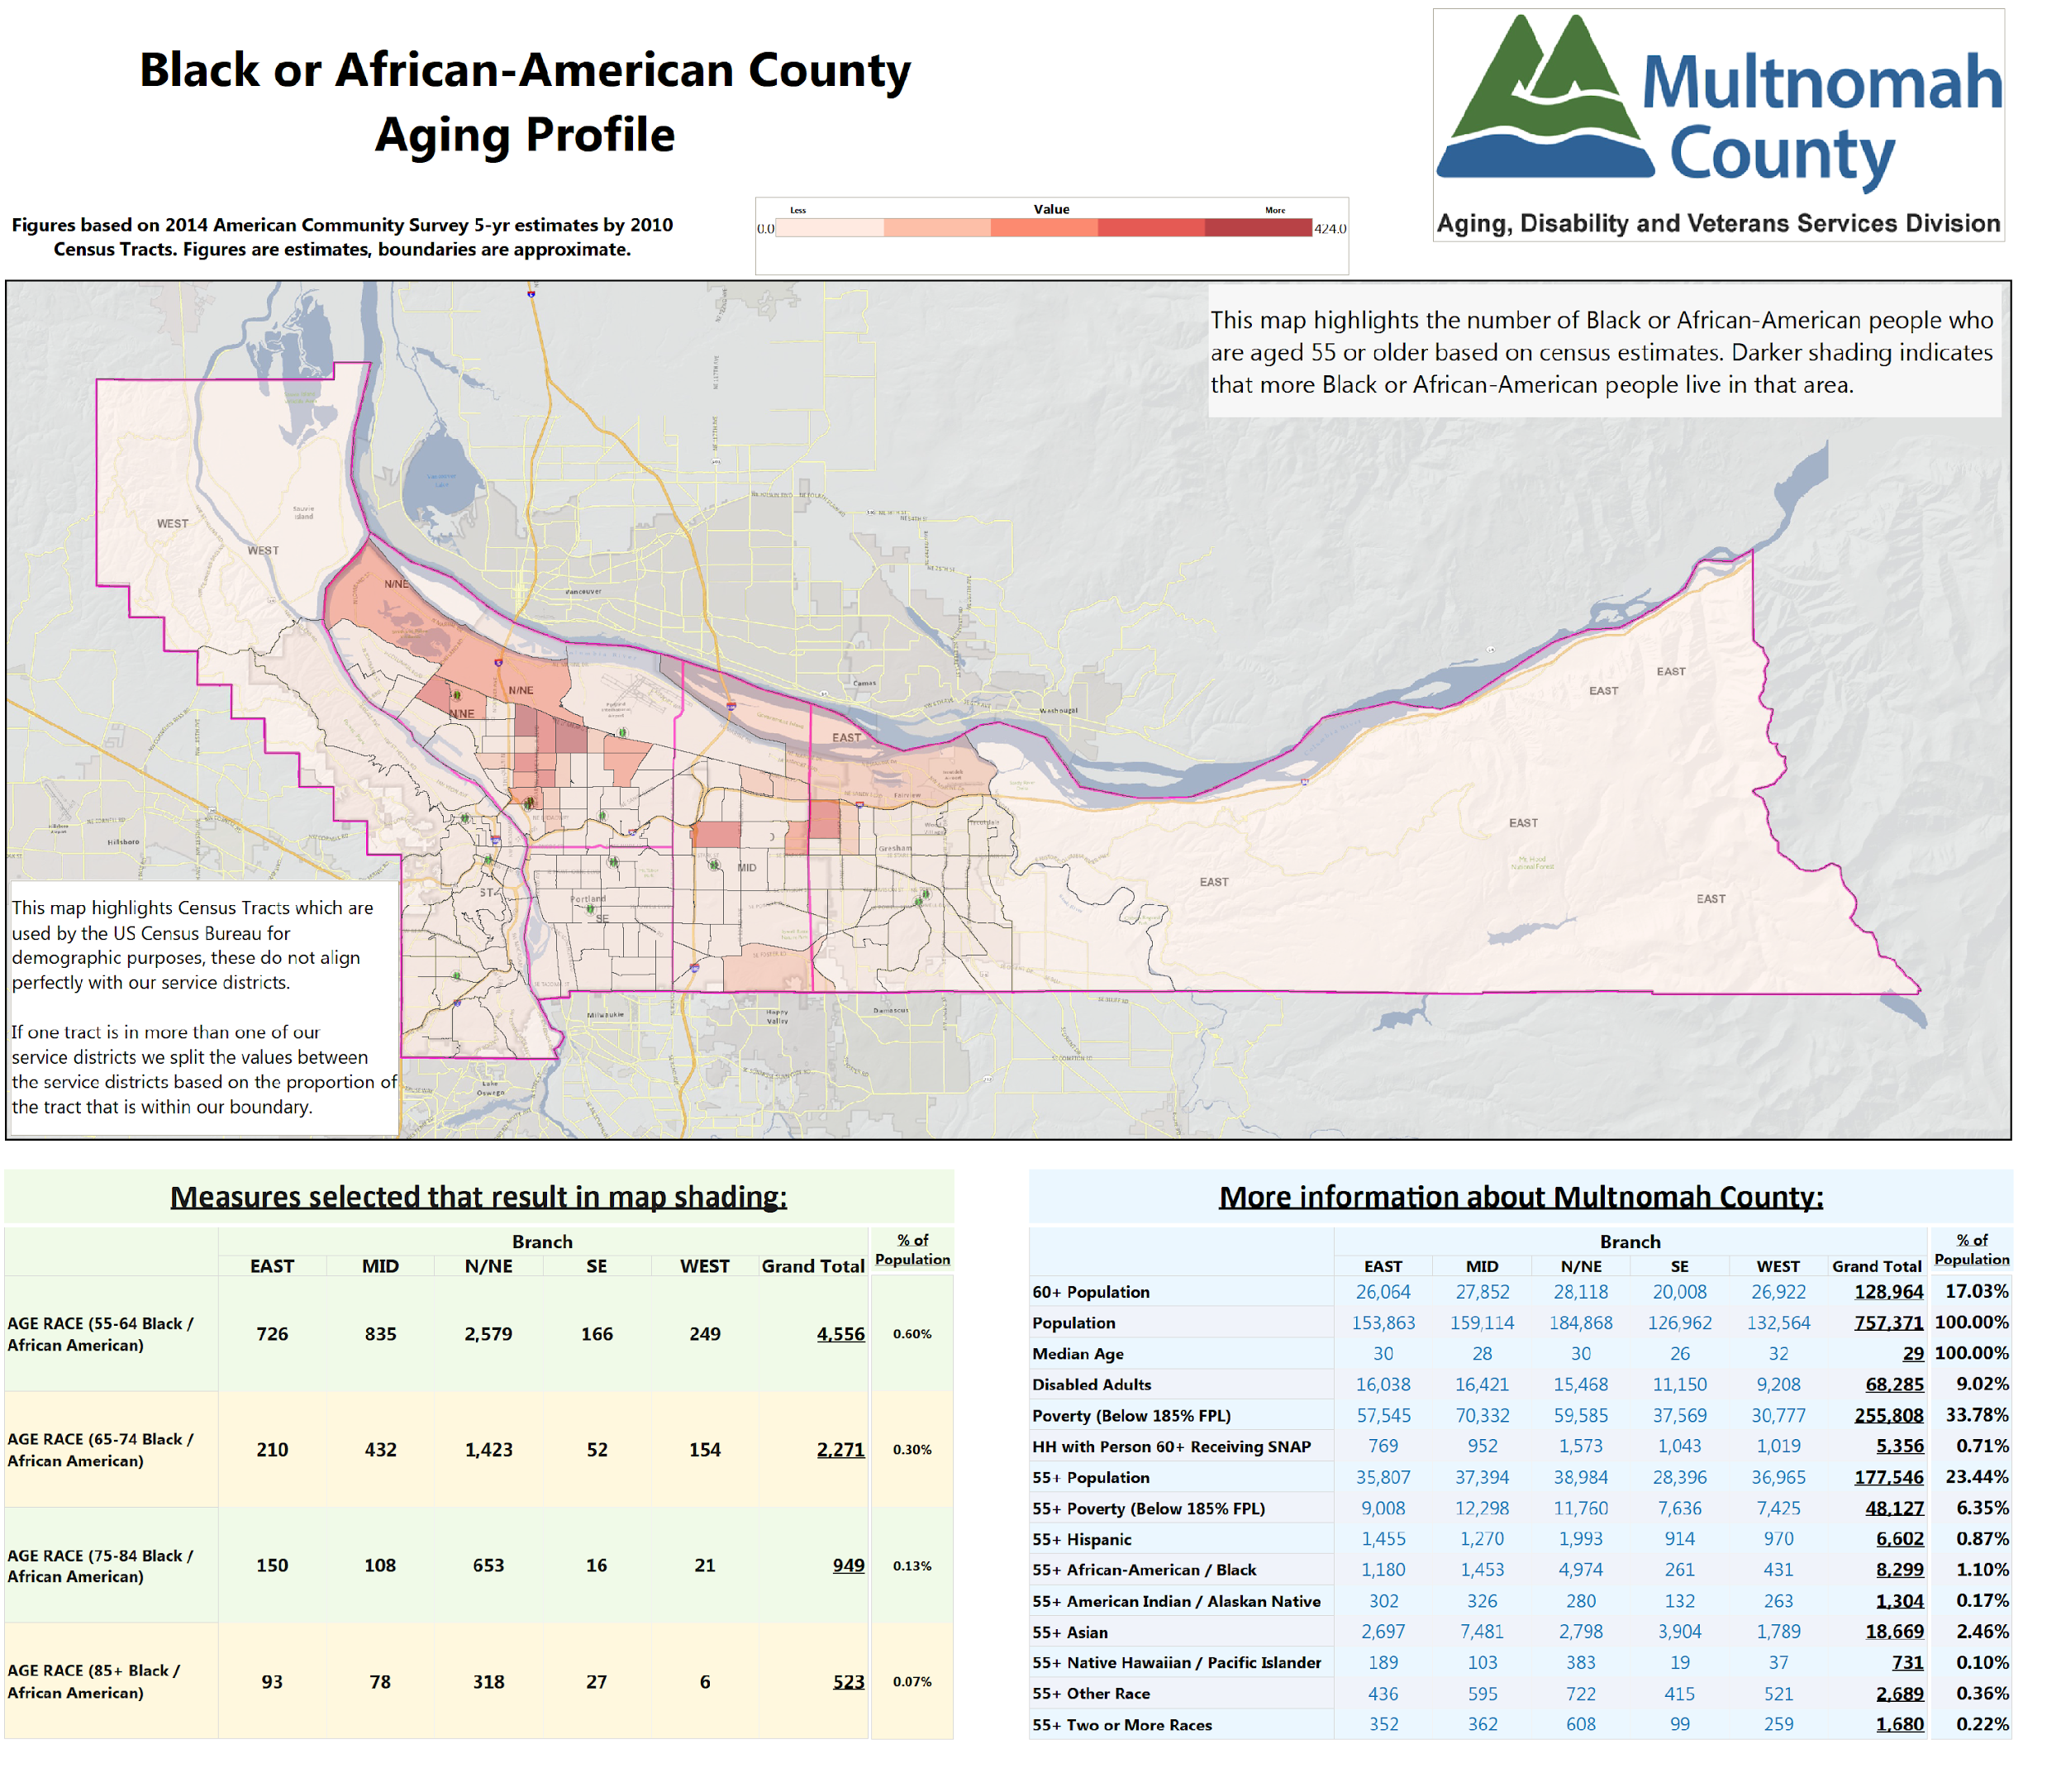 Black or African-American County
Aging Profile
Multnomah
County
Aging, Disability and Veterans Services Division
Figures based on 2014 American Community Survey 5-yr estimates by 2010
Census Tracts. Figures are estimates, boundaries are approximate.
Less Value More
0.0 424.0
This map highlights the number of Black or African-American people who
are aged 55 or older based on census estimates. Darker shading indicates
that more Black or African-American people live in that area.
WEST
WEST
N/NE
Vancouver
EAST
EAST
N/NE
Camas
Washougal
N/NE
EAST
EAST
Hillsboro
Gresham
MID
EAST
EAST
Portland
SE
Milwaukie
Happy
Valley
Damascus
Lake
Oswego
This map highlights Census Tracts which are
used by the US Census Bureau for
demographic purposes, these do not align
perfectly with our service districts.
If one tract is in more than one of our
service districts we split the values between
the service districts based on the proportion of
the tract that is within our boundary.
Measures selected that result in map shading:
Branch % of
EAST MID N/NE SE WEST Grand Total Population
AGE RACE (55-64 Black /
African American) 726 835 2,579 166 249 4,556 0.60%
AGE RACE (65-74 Black /
African American) 210 432 1,423 52 154 2,271 0.30%
AGE RACE (75-84 Black /
African American) 150 108 653 16 21 949 0.13%
AGE RACE (85+ Black /
African American) 93 78 318 27 6 523 0.07%
More information about Multnomah County:
Branch % of
EAST MID N/NE SE WEST Grand Total Population
60+ Population 26,064 27,852 28,118 20,008 26,922 128,964 17.03%
Population 153,863 159,114 184,868 126,962 132,564 757,371 100.00%
Median Age 30 28 30 26 32 29 100.00%
Disabled Adults 16,038 16,421 15,468 11,150 9,208 68,285 9.02%
Poverty (Below 185% FPL) 57,545 70,332 59,585 37,569 30,777 255,808 33.78%
HH with Person 60+ Receiving SNAP 769 952 1,573 1,043 1,019 5,356 0.71%
55+ Population 35,807 37,394 38,984 28,396 36,965 177,546 23.44%
55+ Poverty (Below 185% FPL) 9,008 12,298 11,760 7,636 7,425 48,127 6.35%
55+ Hispanic 1,455 1,270 1,993 914 970 6,602 0.87%
55+ African-American / Black 1,180 1,453 4,974 261 431 8,299 1.10%
55+ American Indian / Alaskan Native 302 326 280 132 263 1,304 0.17%
55+ Asian 2,697 7,481 2,798 3,904 1,789 18,669 2.46%
55+ Native Hawaiian / Pacific Islander 189 103 383 19 37 731 0.10%
55+ Other Race 436 595 722 415 521 2,689 0.36%
55+ Two or More Races 352 362 608 99 259 1,680 0.22%